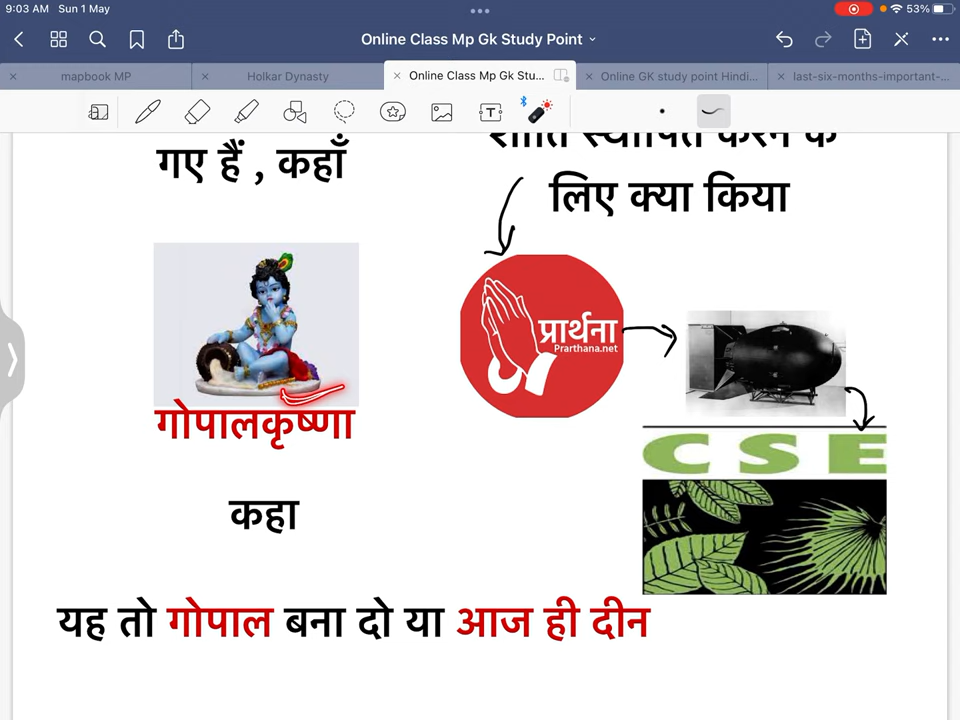 9:03 AM Sun 1 May
53%
Online Class Mp Gk Study Point
mapbook MP
Holkar Dynasty
Online Class Mp Gk Stu...
Online GK study point Hindi...
last-six-months-important-...
T
गए हैं , कहाँ
शांति स्थापित करने के
लिए क्या किया
प्रार्थना
Prarthana.net
गोपालकृष्णा
CSE
कहा
यह तो गोपाल बना दो या आज ही दीन